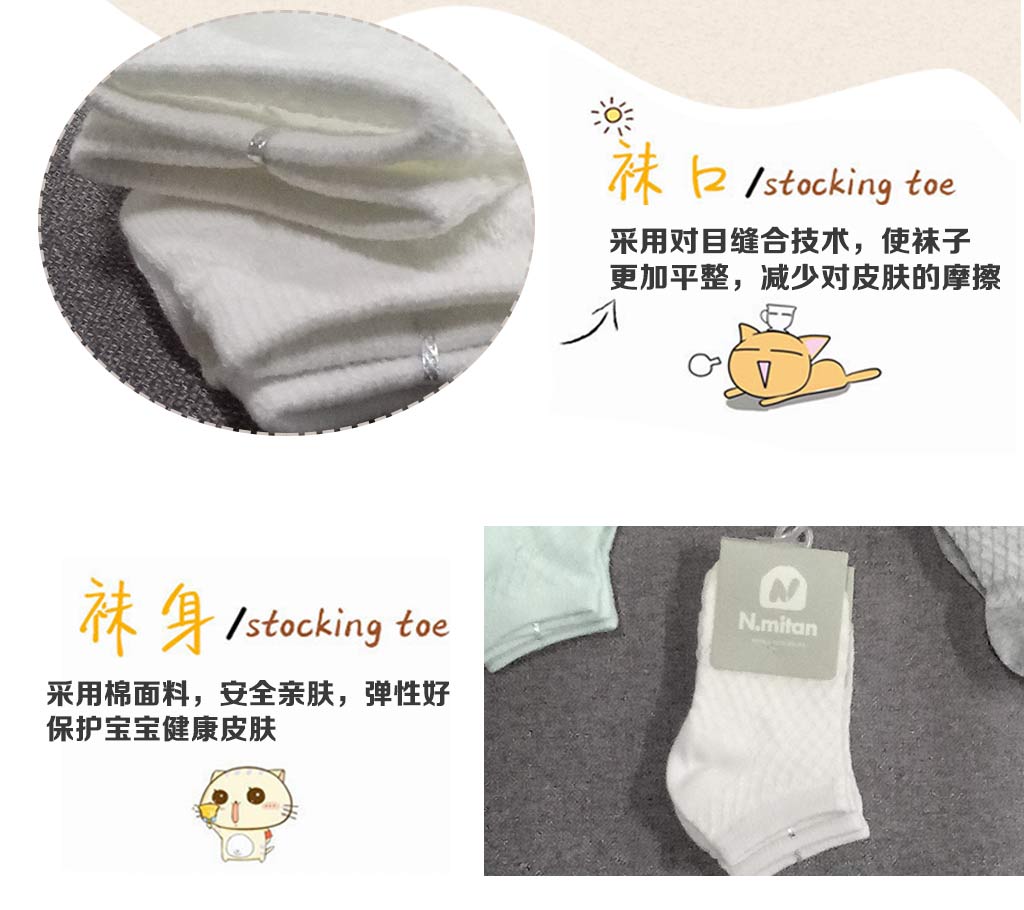 袜口/stocking toe
采用对目缝合技术，使袜子
更加平整，减少对皮肤的摩擦
袜身/stocking toe
采用棉面料，安全亲肤，弹性好
保护宝宝健康皮肤
N.mitan